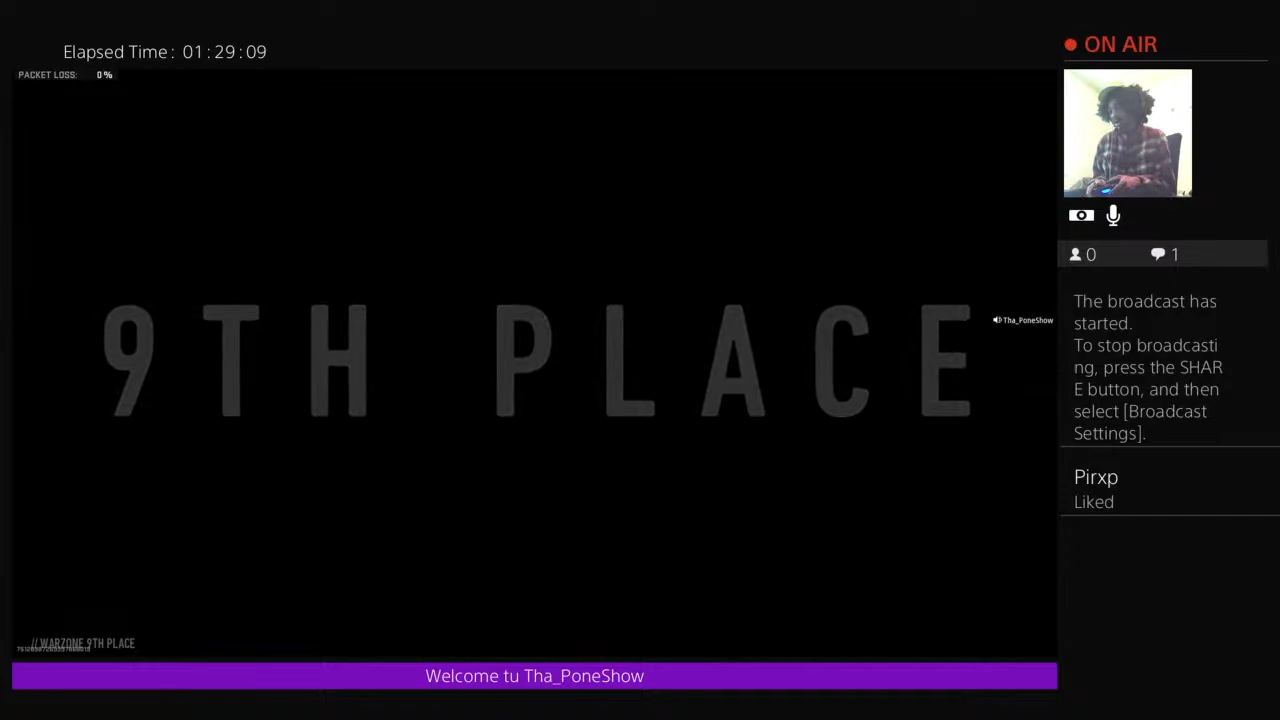 Elapsed Time: 01:29:09
ON AIR
PACKET LOSS: 0 %
0 1
The broadcast has
started.
To stop broadcasti
ng, press the SHAR
E button, and then
select [Broadcast
Settings].
Tha_PoneShow
9TH PLACE
Pirxp
Liked
// WARZONE 9TH PLACE
Welcome tu Tha_PoneShow